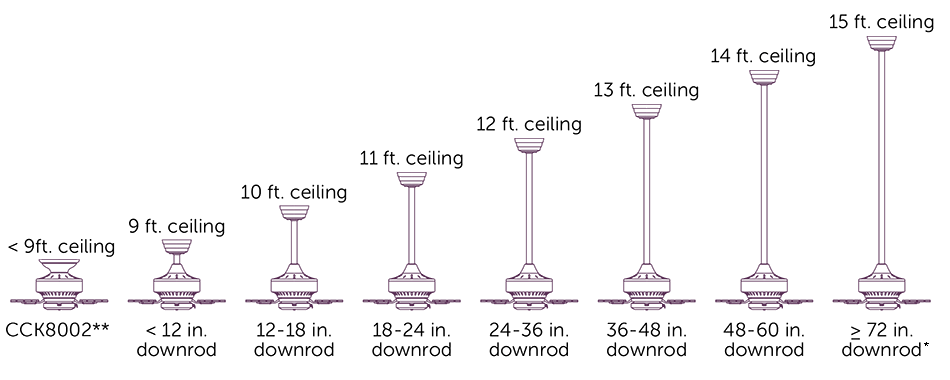 15 ft. ceiling
14 ft. ceiling
13 ft. ceiling
12 ft. ceiling
11 ft. ceiling
10 ft. ceiling
9 ft. ceiling
< 9ft. ceiling
CCK8002**
< 12 in.
downrod
12-18 in.
downrod
18-24 in.
downrod
24-36 in.
downrod
36-48 in.
downrod
48-60 in.
downrod
≥ 72 in.
downrod*